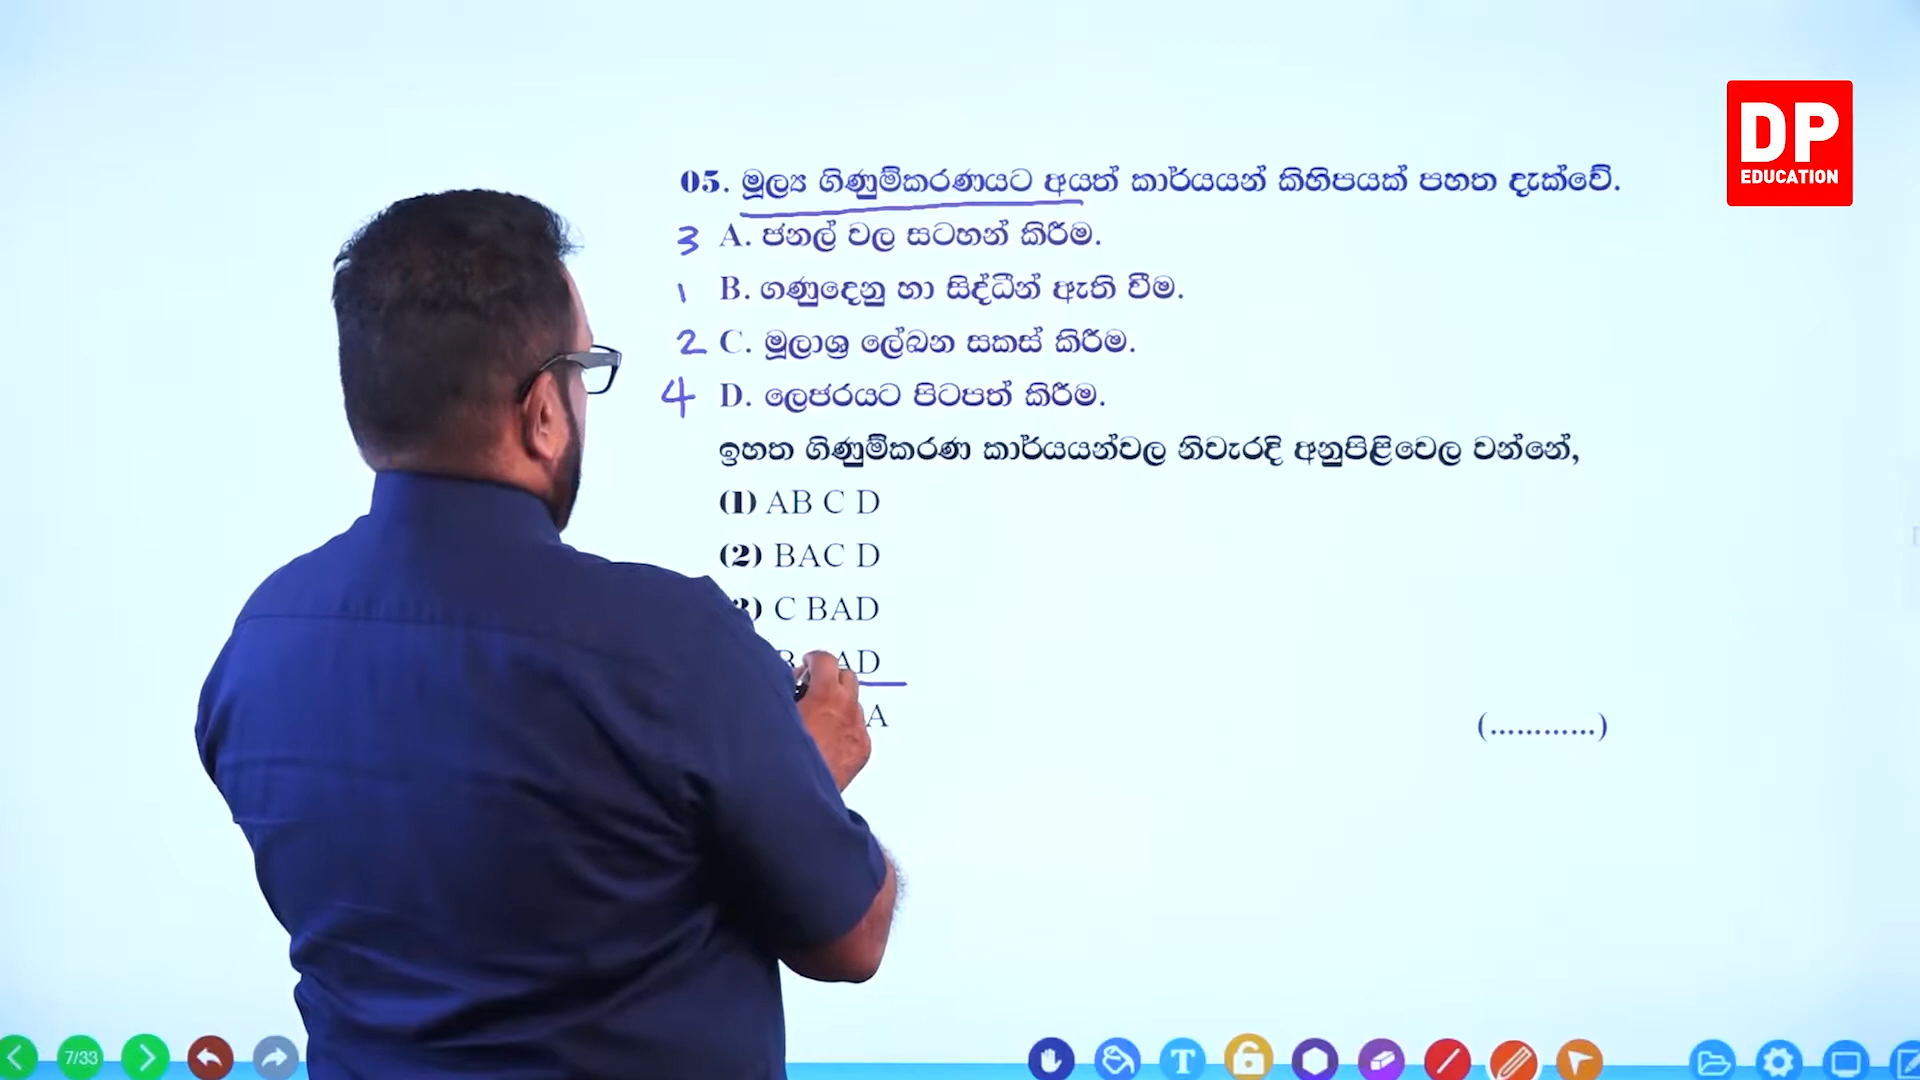 DP
EDUCATION
05. මූල්‍ය ගිණුම්කරණයට අයත් කාර්යයන් කිහිපයක් පහත දැක්වේ.
3 A. ජනල් වල සටහන් කිරීම.
1 B. ගණුදෙනු හා සිද්ධීන් ඇති වීම.
2 C. මූලාශ්‍ර ලේඛන සකස් කිරීම.
4 D. ලෙජරයට පිටපත් කිරීම.
ඉහත ගිණුම්කරණ කාර්යයන්වල නිවැරදි අනුපිළිවෙල වන්නේ,
(1) AB C D
(2) BAC D
3) C BAD
AD
A
(............)
7/33
T